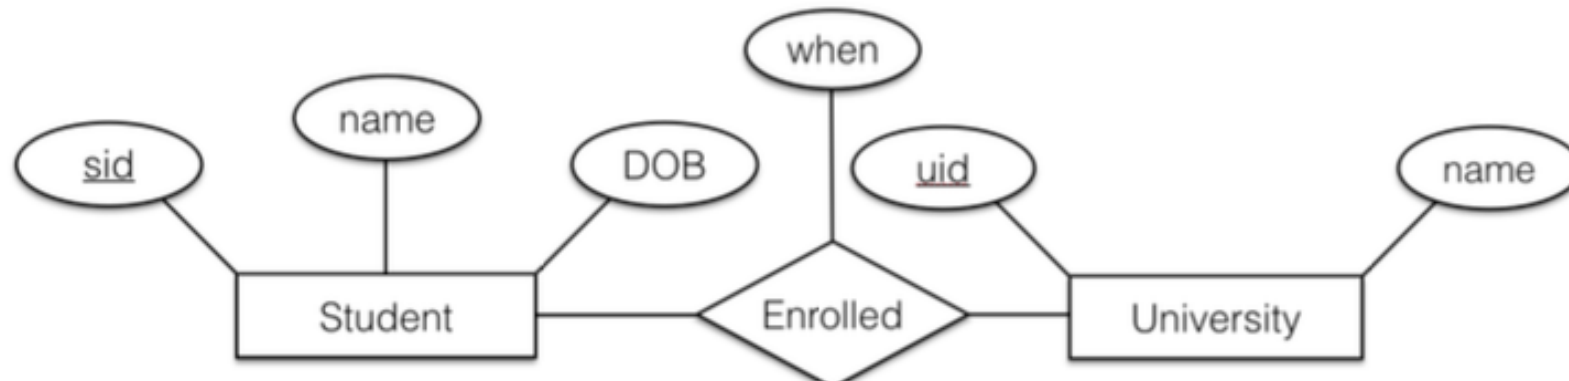 when
name
sid
DOB
uid
name
Student
Enrolled
University